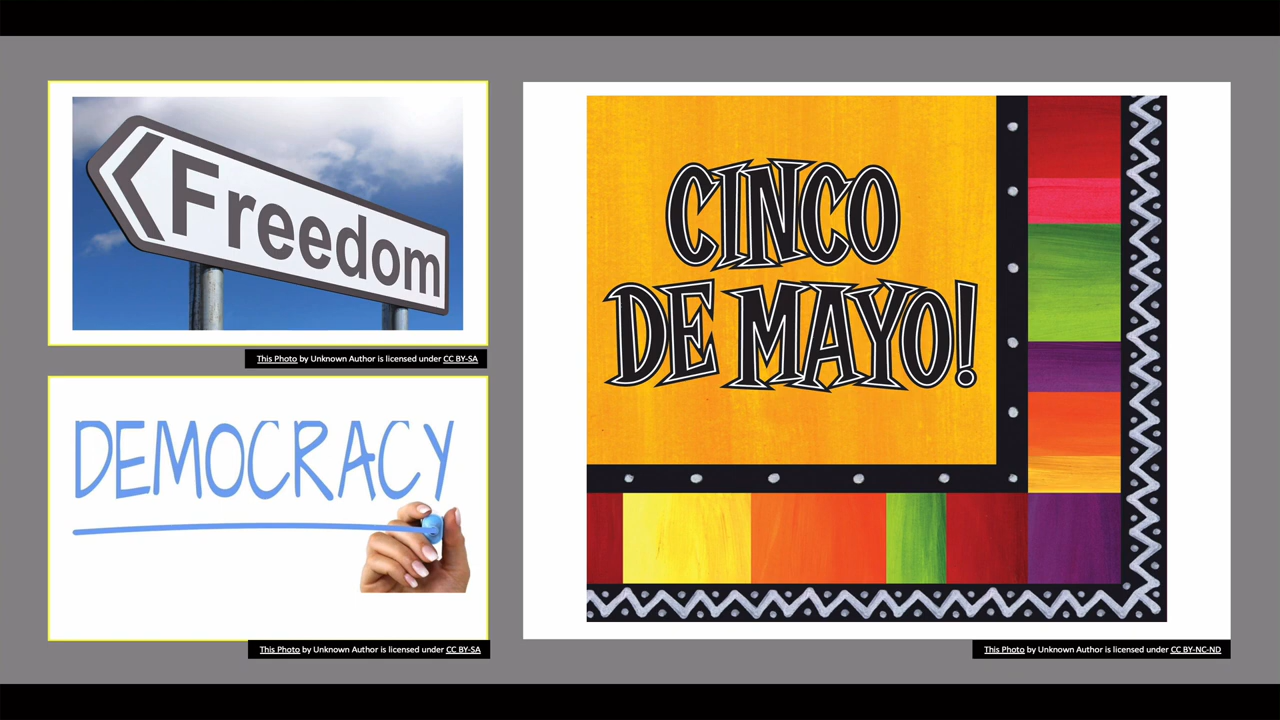 Freedom
This Photo by Unknown Author is licensed under CC BY-SA
DEMOCRACY
This Photo by Unknown Author is licensed under CC BY-SA
CINCO
DE MAYO!
This Photo by Unknown Author is licensed under CC BY-NC-ND